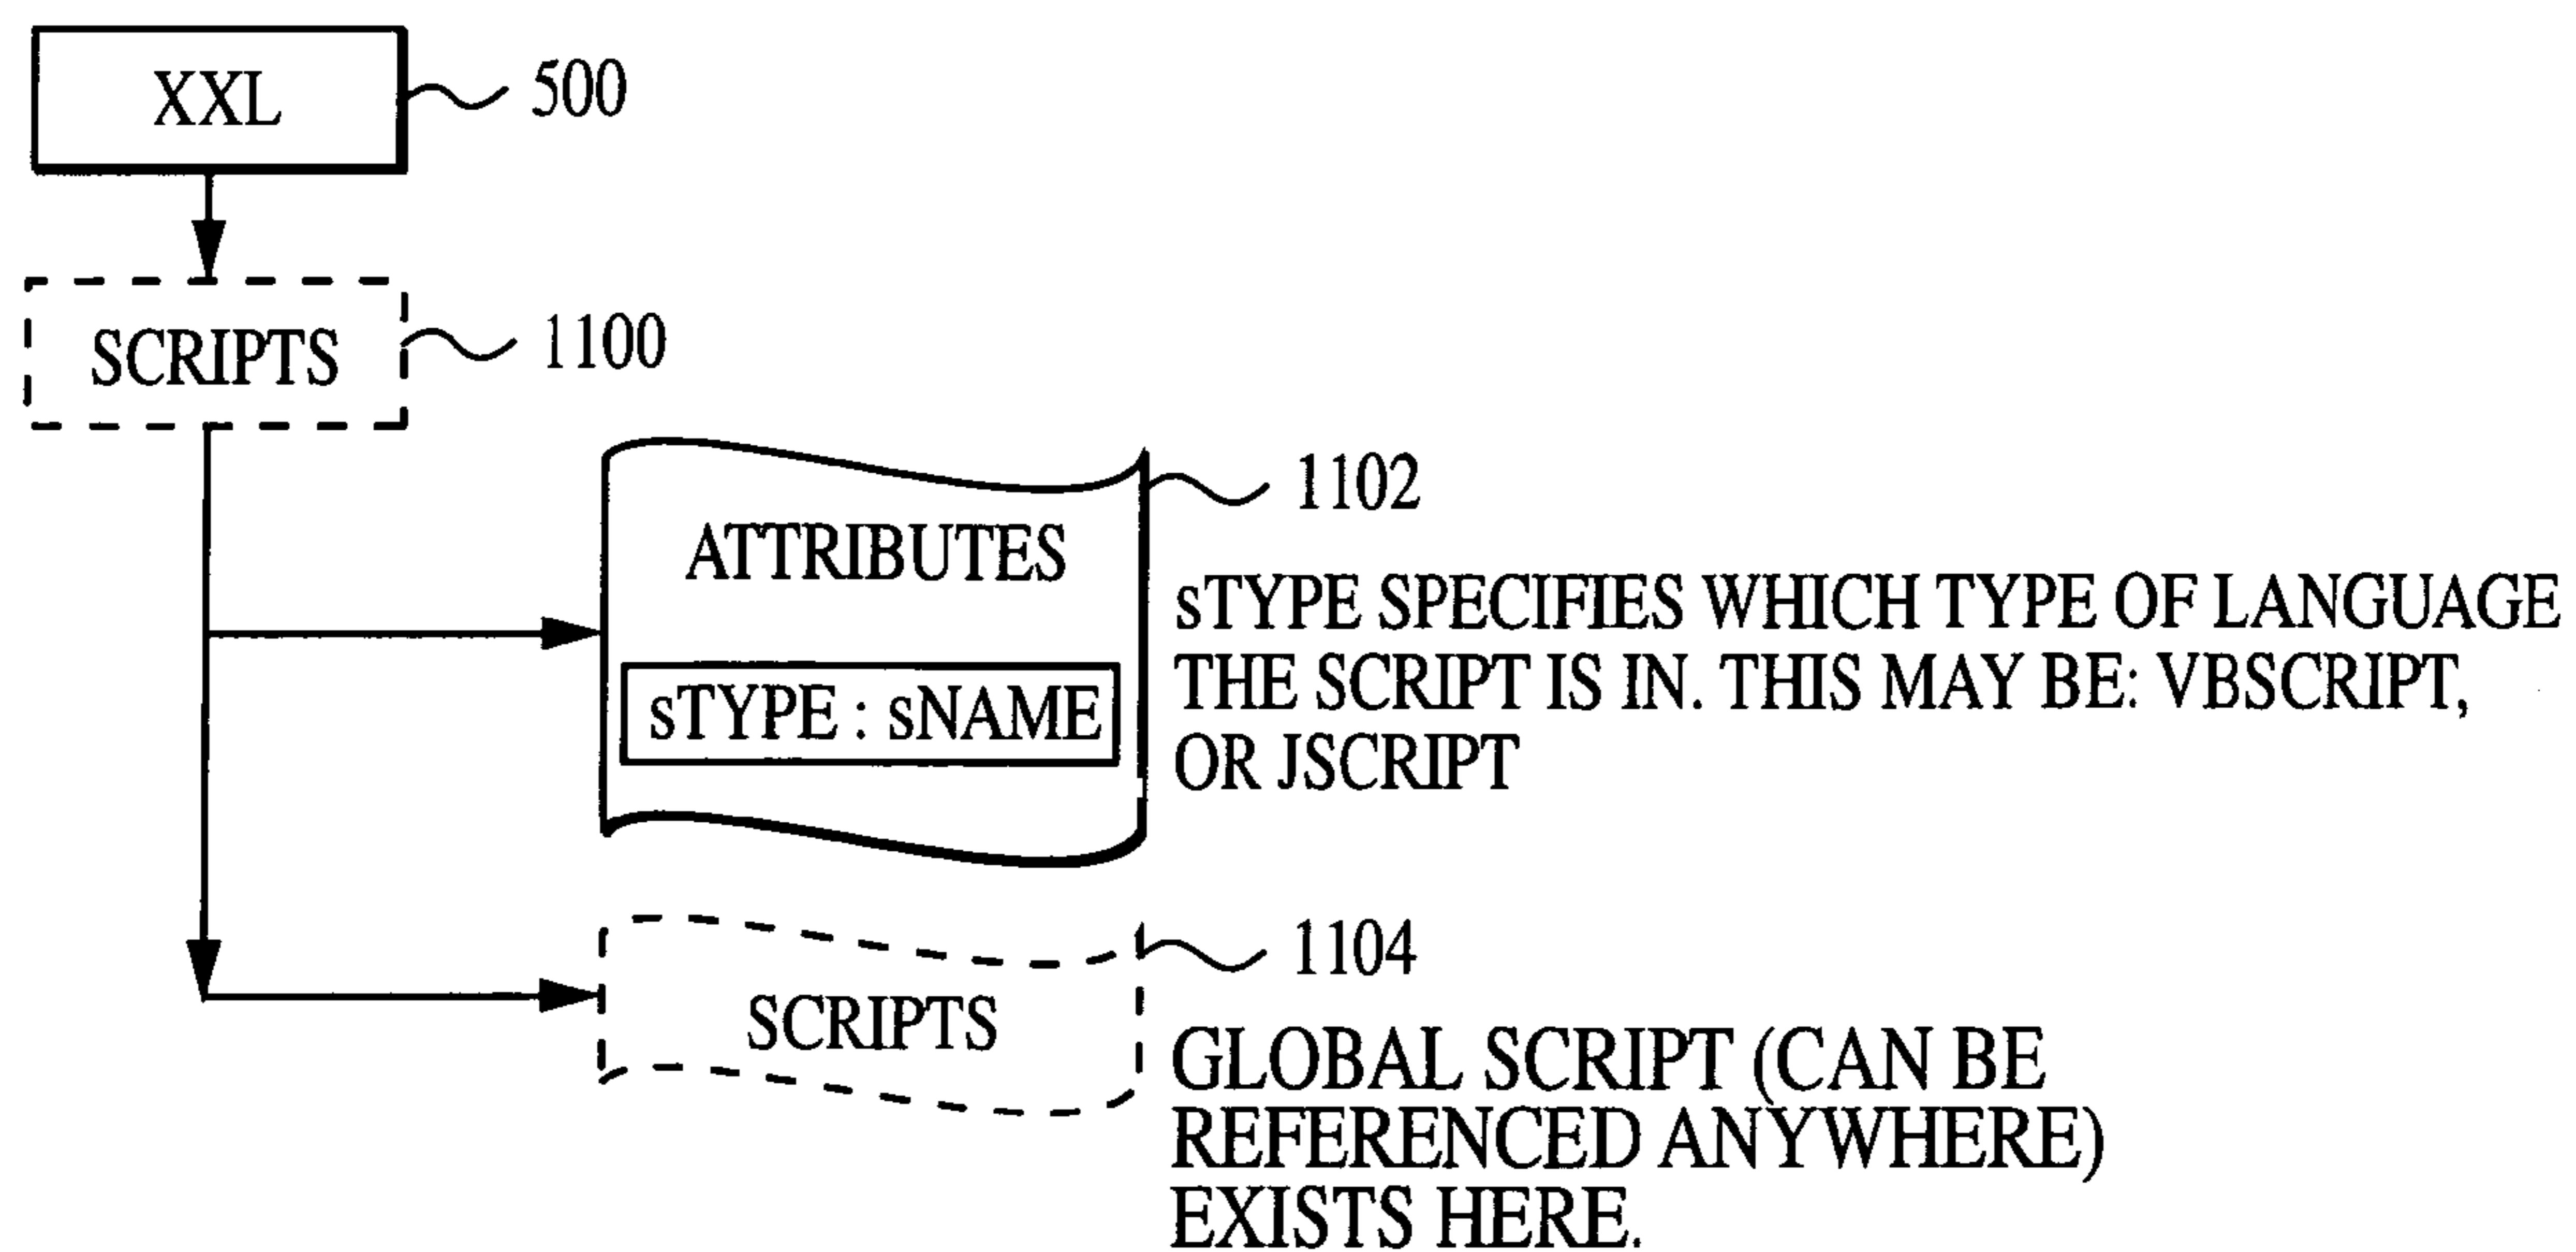 XXL
500
SCRIPTS
1100
1102
ATTRIBUTES
sTYPE : sNAME
sTYPE SPECIFIES WHICH TYPE OF LANGUAGE
THE SCRIPT IS IN. THIS MAY BE: VBSCRIPT,
OR JSCRIPT
1104
SCRIPTS
GLOBAL SCRIPT (CAN BE
REFERENCED ANYWHERE)
EXISTS HERE.